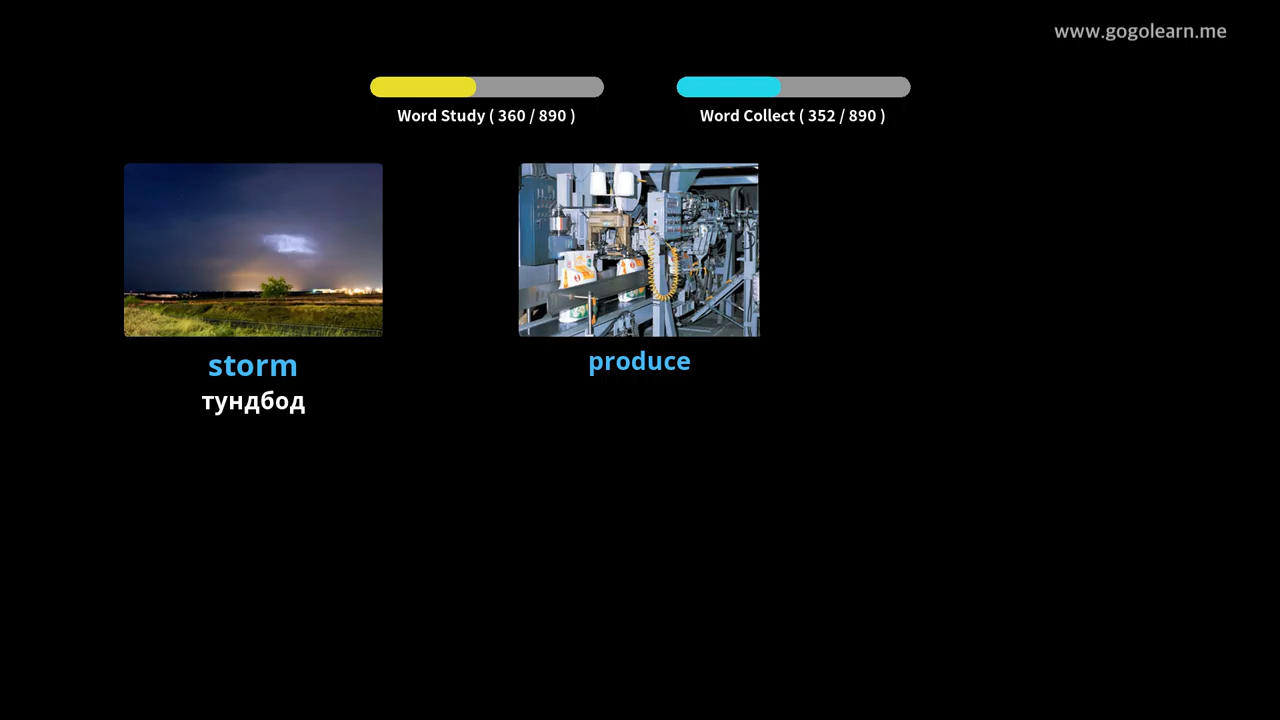 www.gogolearn.me
Word Study ( 360 / 890 )
Word Collect ( 352 / 890 )
storm
тундбод
produce